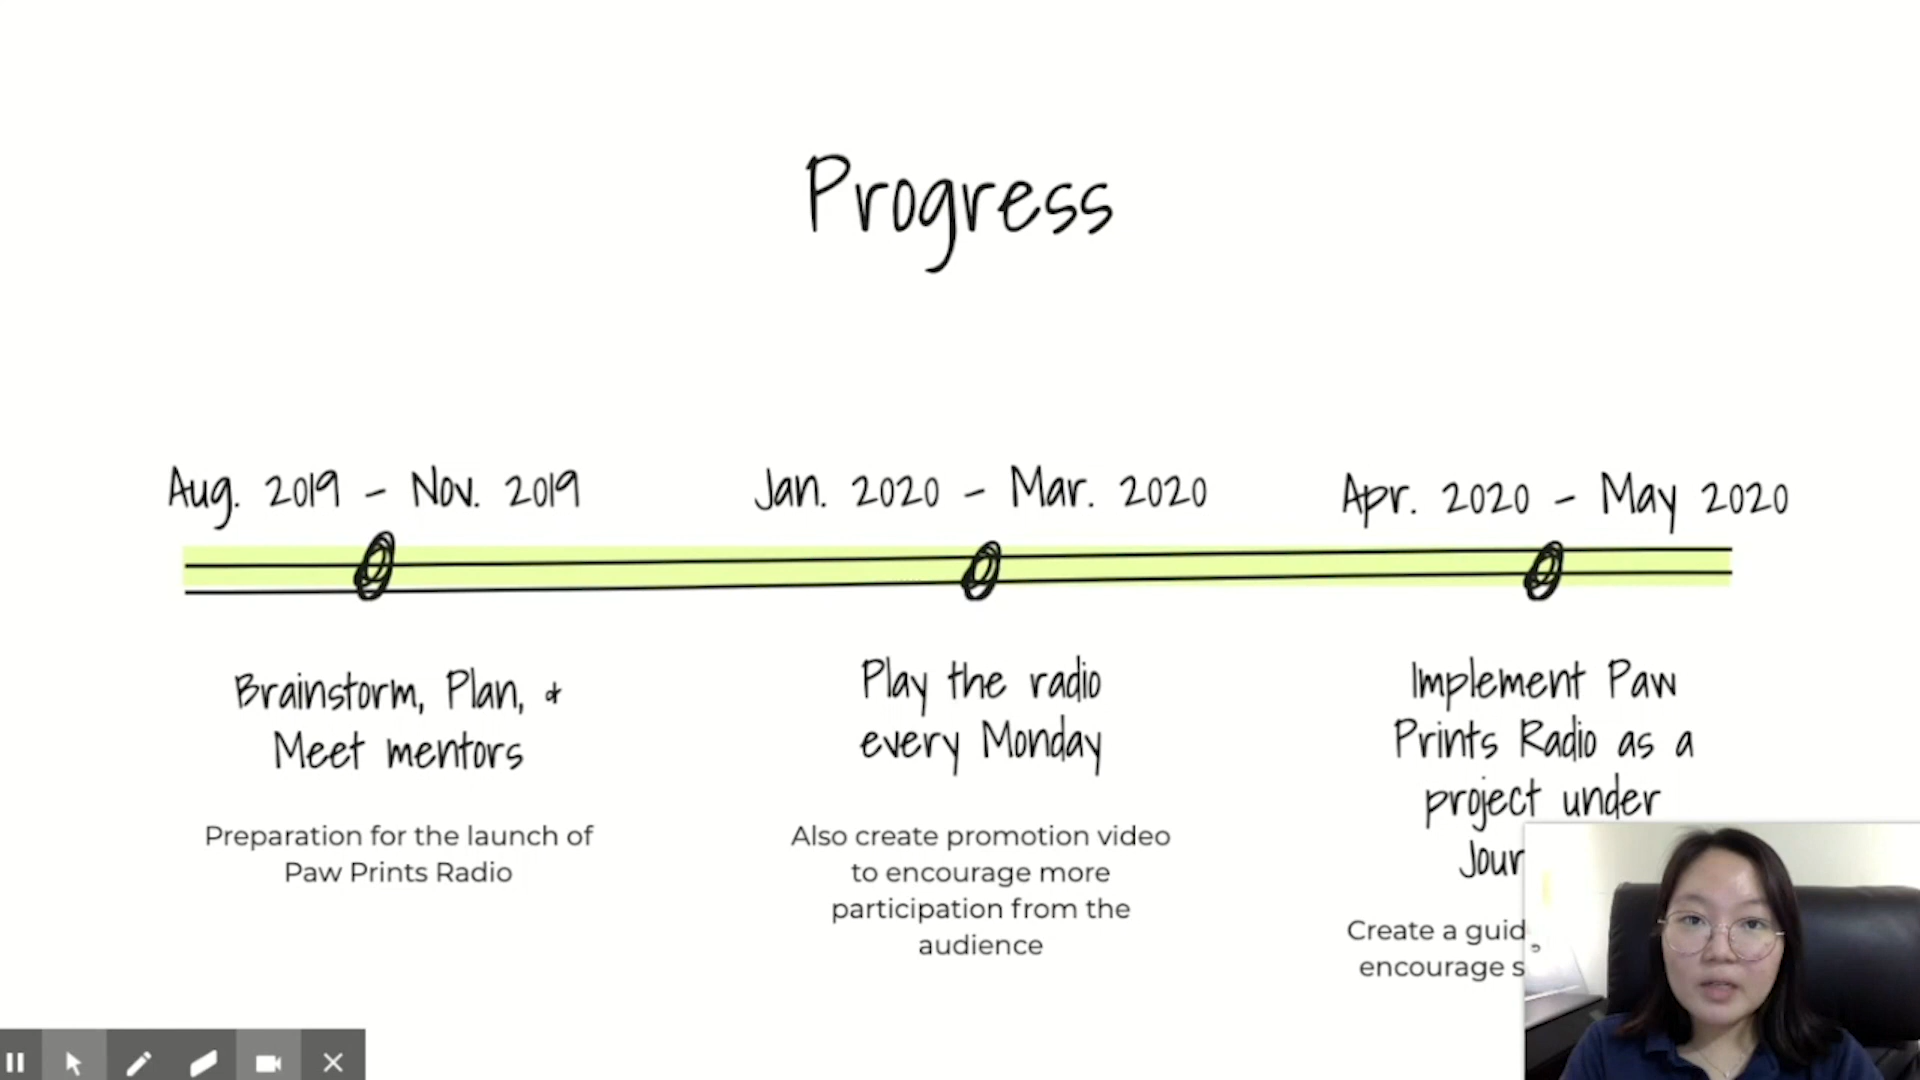 Progress
Aug. 2019 - Nov. 2019
Jan. 2020 - Mar. 2020
Apr. 2020 - May 2020
Brainstorm, Plan, &
Meet mentors
Preparation for the launch of
Paw Prints Radio
Play the radio
every Monday
Also create promotion video
to encourage more
participation from the
audience
Implement Paw
Prints Radio as a
project under
Create a
encourage